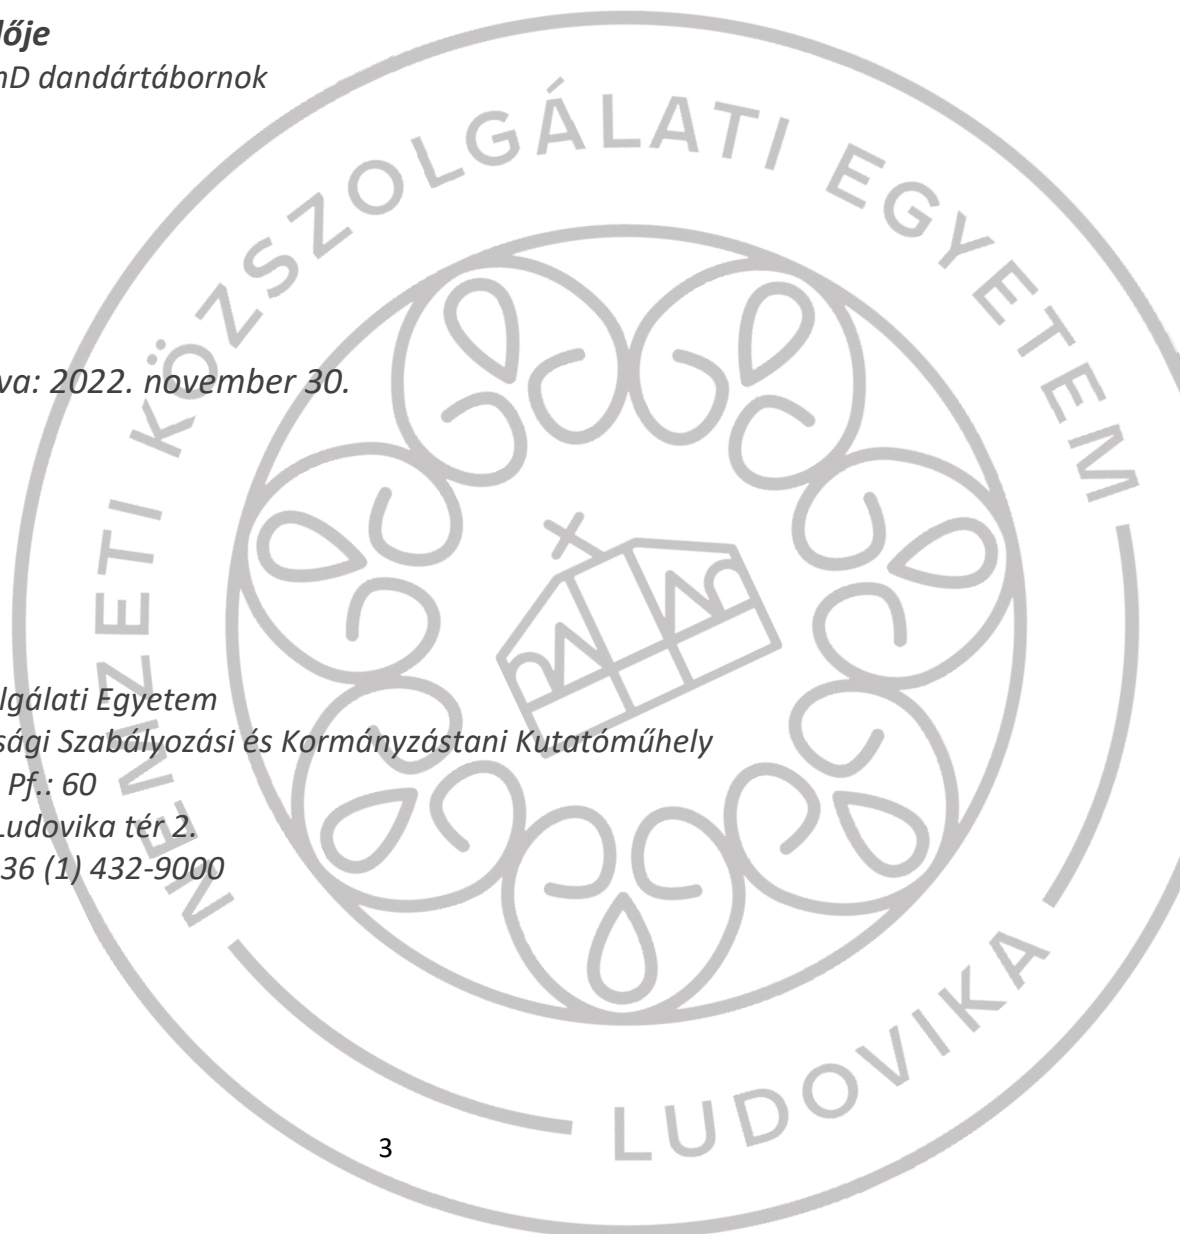 lője
hD dandártábornok
va: 2022. november 30.
lgálati Egyetem
sági Szabályozási és Kormányzástani Kutatóműhely
Pf.: 60
Ludovika tér 2.
36 (1) 432-9000
3
NEMZETI KÖZSZOLGÁLATI EGYETEM
LUDOVIKA